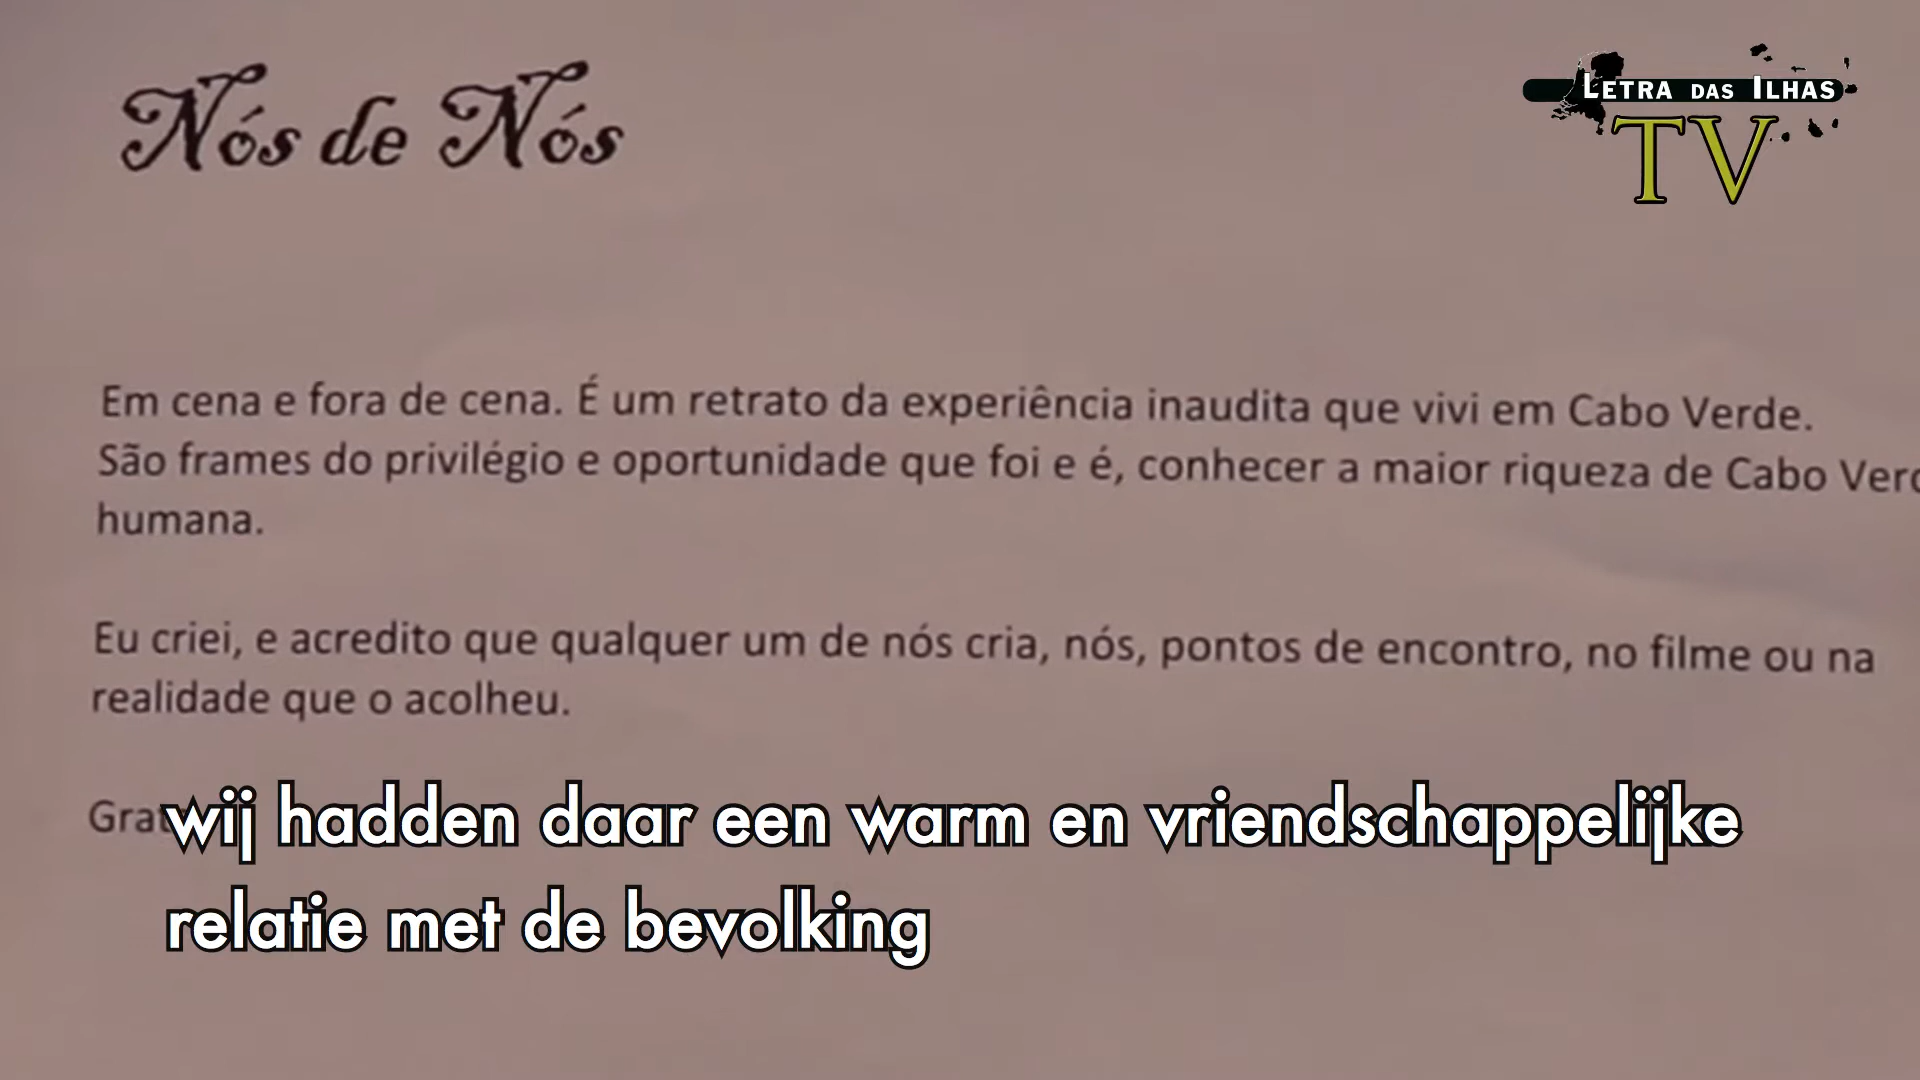 Nós de Nós
LETRA DAS ILHAS
TV
Em cena e fora de cena. É um retrato da experiência inaudita que vivi em Cabo Verde.
São frames do privilégio e oportunidade que foi e é, conhecer a maior riqueza de Cabo
humana.
Eu criei, e acredito que qualquer um de nós cria, nós, pontos de encontro, no filme ou na
realidade que o acolheu.
wij hadden daar een warm en vriendschappelijke
relatie met de bevolking